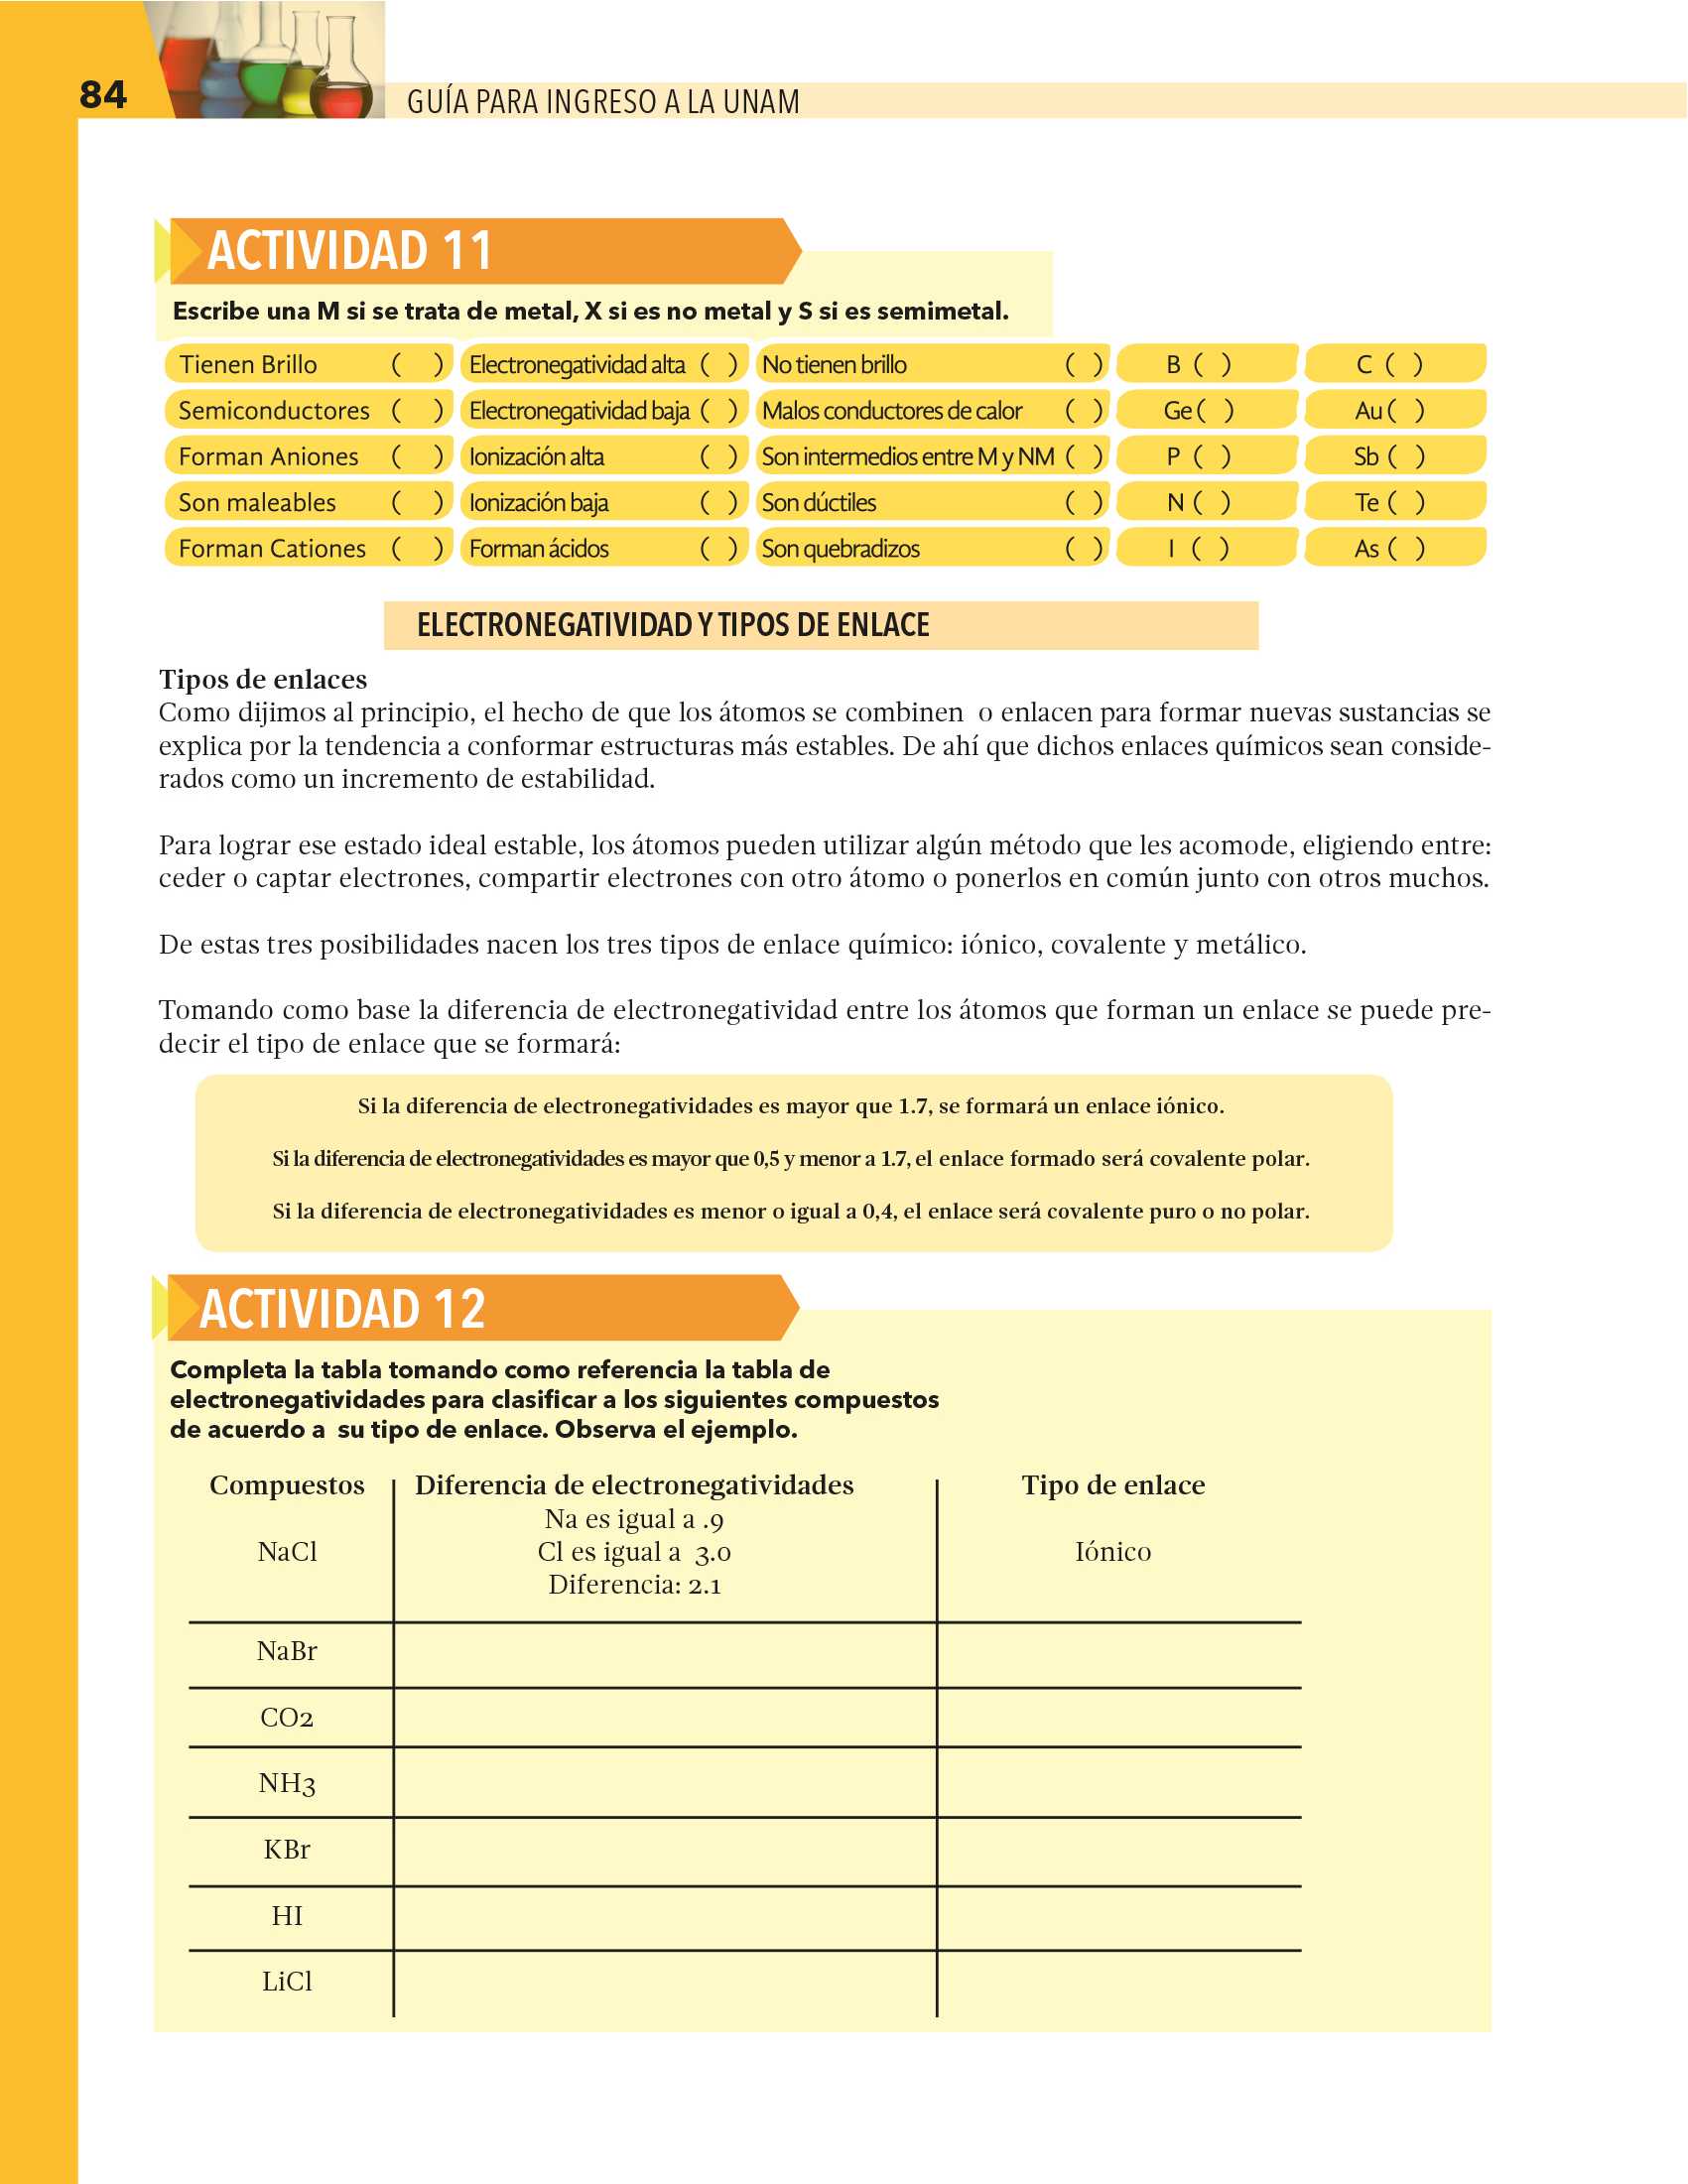 84
GUÍA PARA INGRESO A LA UNAM
ACTIVIDAD 11
Escribe una M si se trata de metal, X si es no metal y S si es semimetal.
Tienen Brillo ( ) Electronegatividad alta ( ) No tienen brillo ( ) B ( ) C ( )
Semiconductores ( ) Electronegatividad baja ( ) Malos conductores de calor ( ) Ge ( ) Au ( )
Forman Aniones ( ) Ionización alta ( ) Son intermedios entre M y NM ( ) P ( ) Sb ( )
Son maleables ( ) Ionización baja ( ) Son dúctiles ( ) N ( ) Te ( )
Forman Cationes ( ) Forman ácidos ( ) Son quebradizos ( ) I ( ) As ( )
ELECTRONEGATIVIDAD Y TIPOS DE ENLACE
Tipos de enlaces
Como dijimos al principio, el hecho de que los átomos se combinen o enlacen para formar nuevas sustancias se
explica por la tendencia a conformar estructuras más estables. De ahí que dichos enlaces químicos sean conside-
rados como un incremento de estabilidad.
Para lograr ese estado ideal estable, los átomos pueden utilizar algún método que les acomode, eligiendo entre:
ceder o captar electrones, compartir electrones con otro átomo o ponerlos en común junto con otros muchos.
De estas tres posibilidades nacen los tres tipos de enlace químico: iónico, covalente y metálico.
Tomando como base la diferencia de electronegatividad entre los átomos que forman un enlace se puede pre-
decir el tipo de enlace que se formará:
Si la diferencia de electronegatividades es mayor que 1.7, se formará un enlace iónico.
Si la diferencia de electronegatividades es mayor que 0,5 y menor a 1.7, el enlace formado será covalente polar.
Si la diferencia de electronegatividades es menor o igual a 0,4, el enlace será covalente puro o no polar.
ACTIVIDAD 12
Completa la tabla tomando como referencia la tabla de
electronegatividades para clasificar a los siguientes compuestos
de acuerdo a su tipo de enlace. Observa el ejemplo.
Compuestos Diferencia de electronegatividades Tipo de enlace
Na es igual a .9
NaCl Cl es igual a 3.0 Iónico
Diferencia: 2.1
NaBr
CO2
NH3
KBr
HI
LiCl